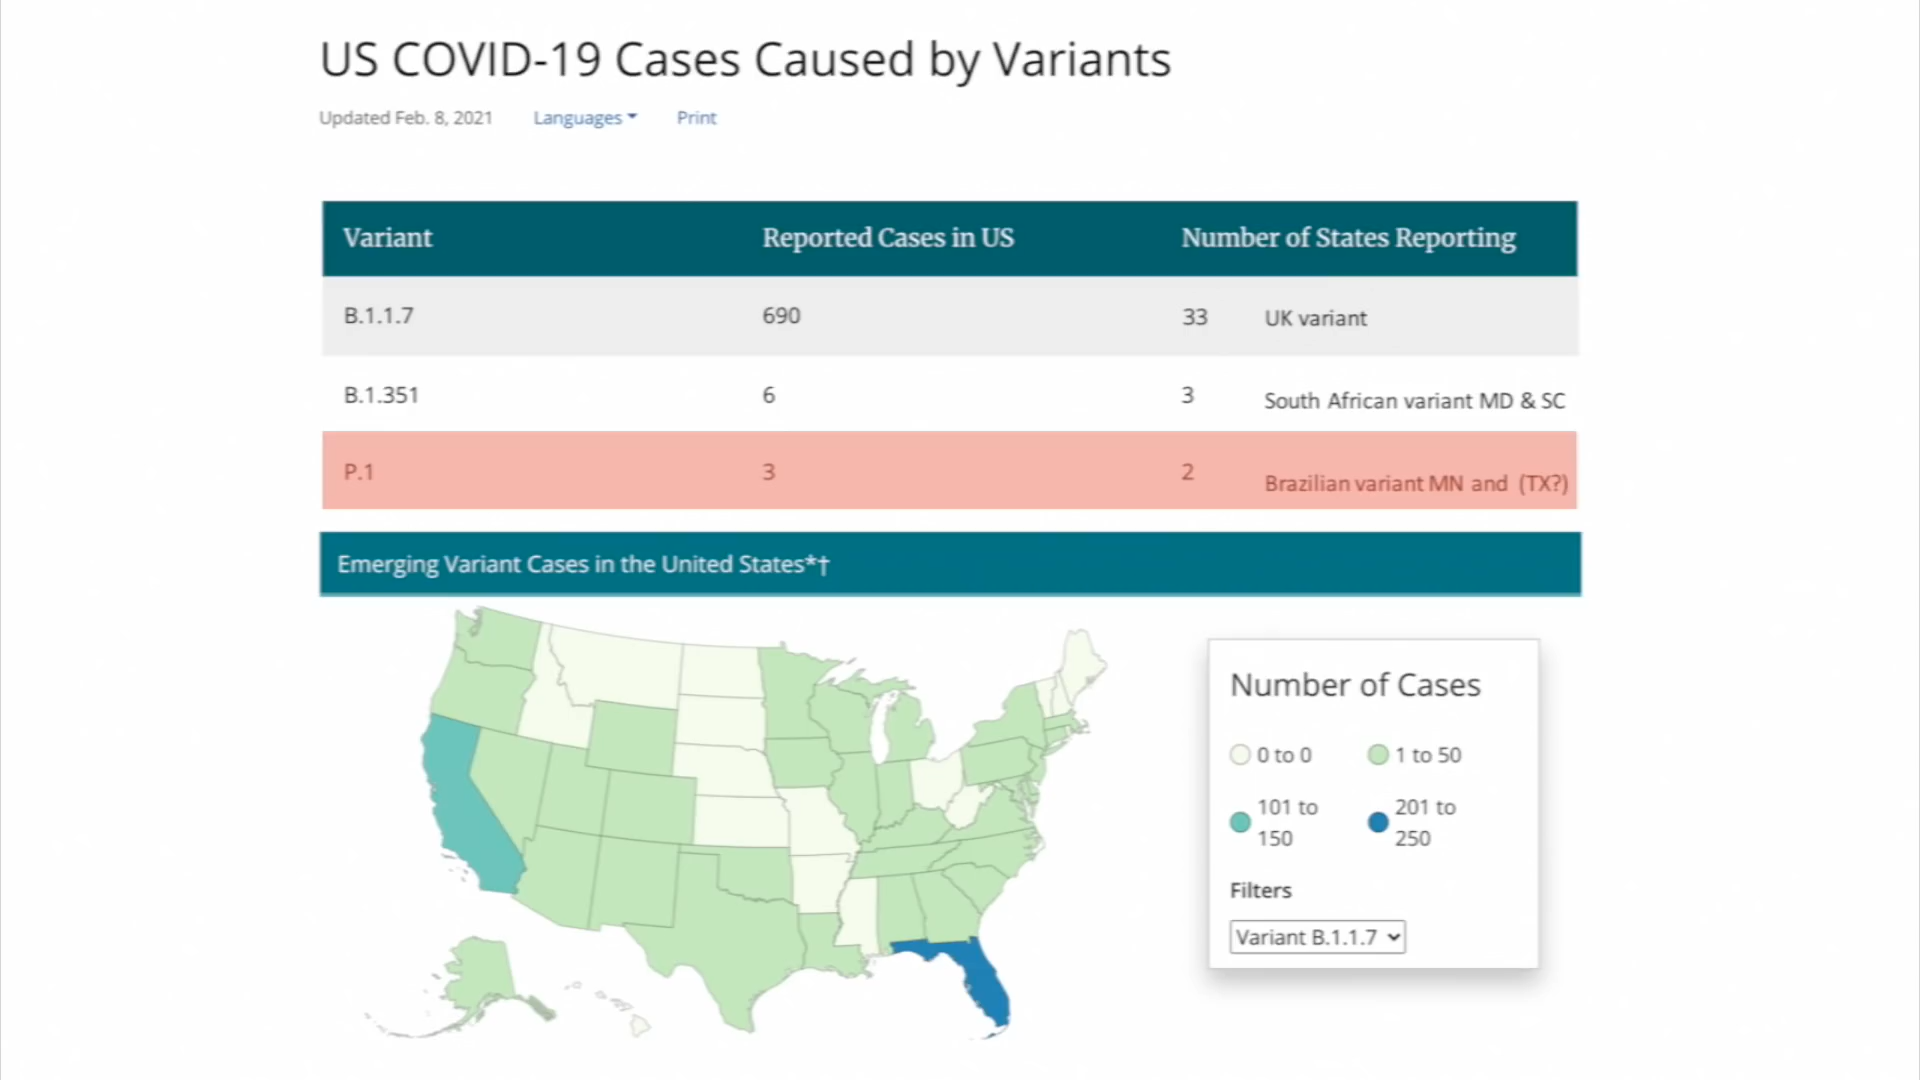 US COVID-19 Cases Caused by Variants
Updated Feb. 8, 2021 Languages Print
Variant Reported Cases in US Number of States Reporting
B.1.1.7 690 33 UK variant
B.1.351 6 3 South African variant MD & SC
P.1 3 2 Brazilian variant MN and (TX?)
Emerging Variant Cases in the United States*†
Number of Cases
0 to 0 1 to 50
101 to 201 to
150 250
Filters
Variant B.1.1.7